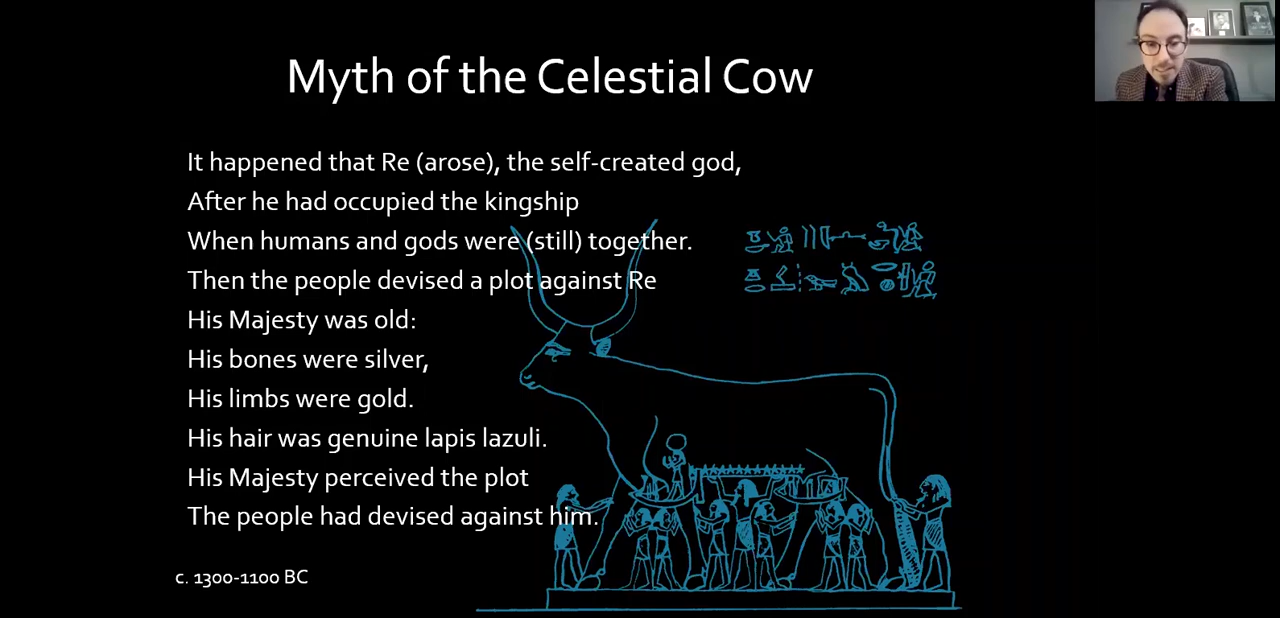 Myth of the Celestial Cow
It happened that Re (arose), the self-created god,
After he had occupied the kingship
When humans and gods were (still) together.
Then the people devised a plot against Re
His Majesty was old:
His bones were silver,
His limbs were gold.
His hair was genuine lapis lazuli.
His Majesty perceived the plot
The people had devised against him.
c. 1300-1100 BC